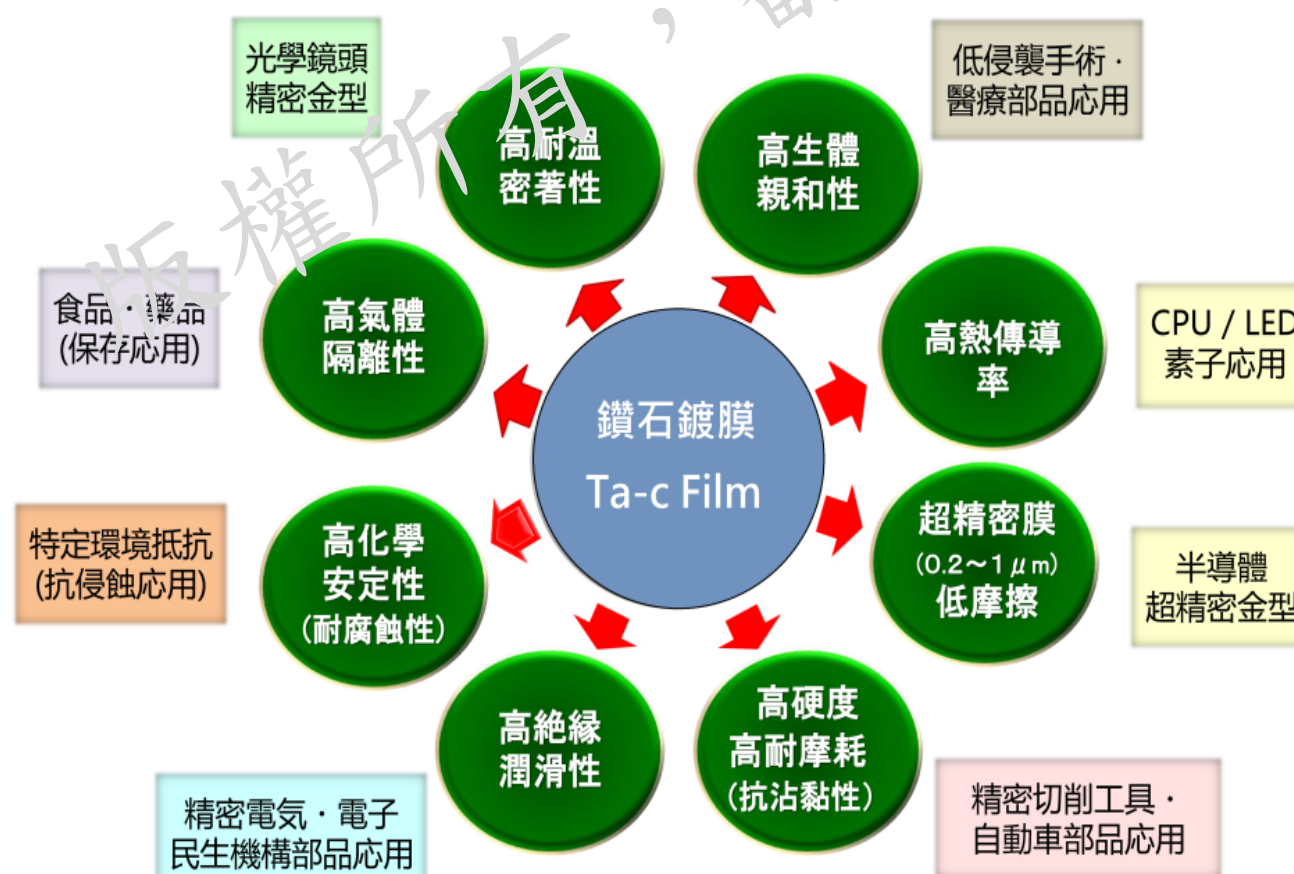 版權所有，
光學鏡頭
精密金型
高耐溫
密著性
高生體
親和性
低侵襲手術・
醫療部品応用
食品・藥品
(保存応用)
高氣體
隔離性
高熱傳導
率
CPU / LED
素子応用
鑽石鍍膜
Ta-c Film
特定環境抵抗
(抗侵蝕応用)
高化學
安定性
(耐腐蝕性)
超精密膜
(0.2～1μm)
低摩擦
半導體
超精密金型
高絶縁
潤滑性
高硬度
高耐摩耗
(抗沾黏性)
精密電気・電子
民生機構部品応用
精密切削工具・
自動車部品応用